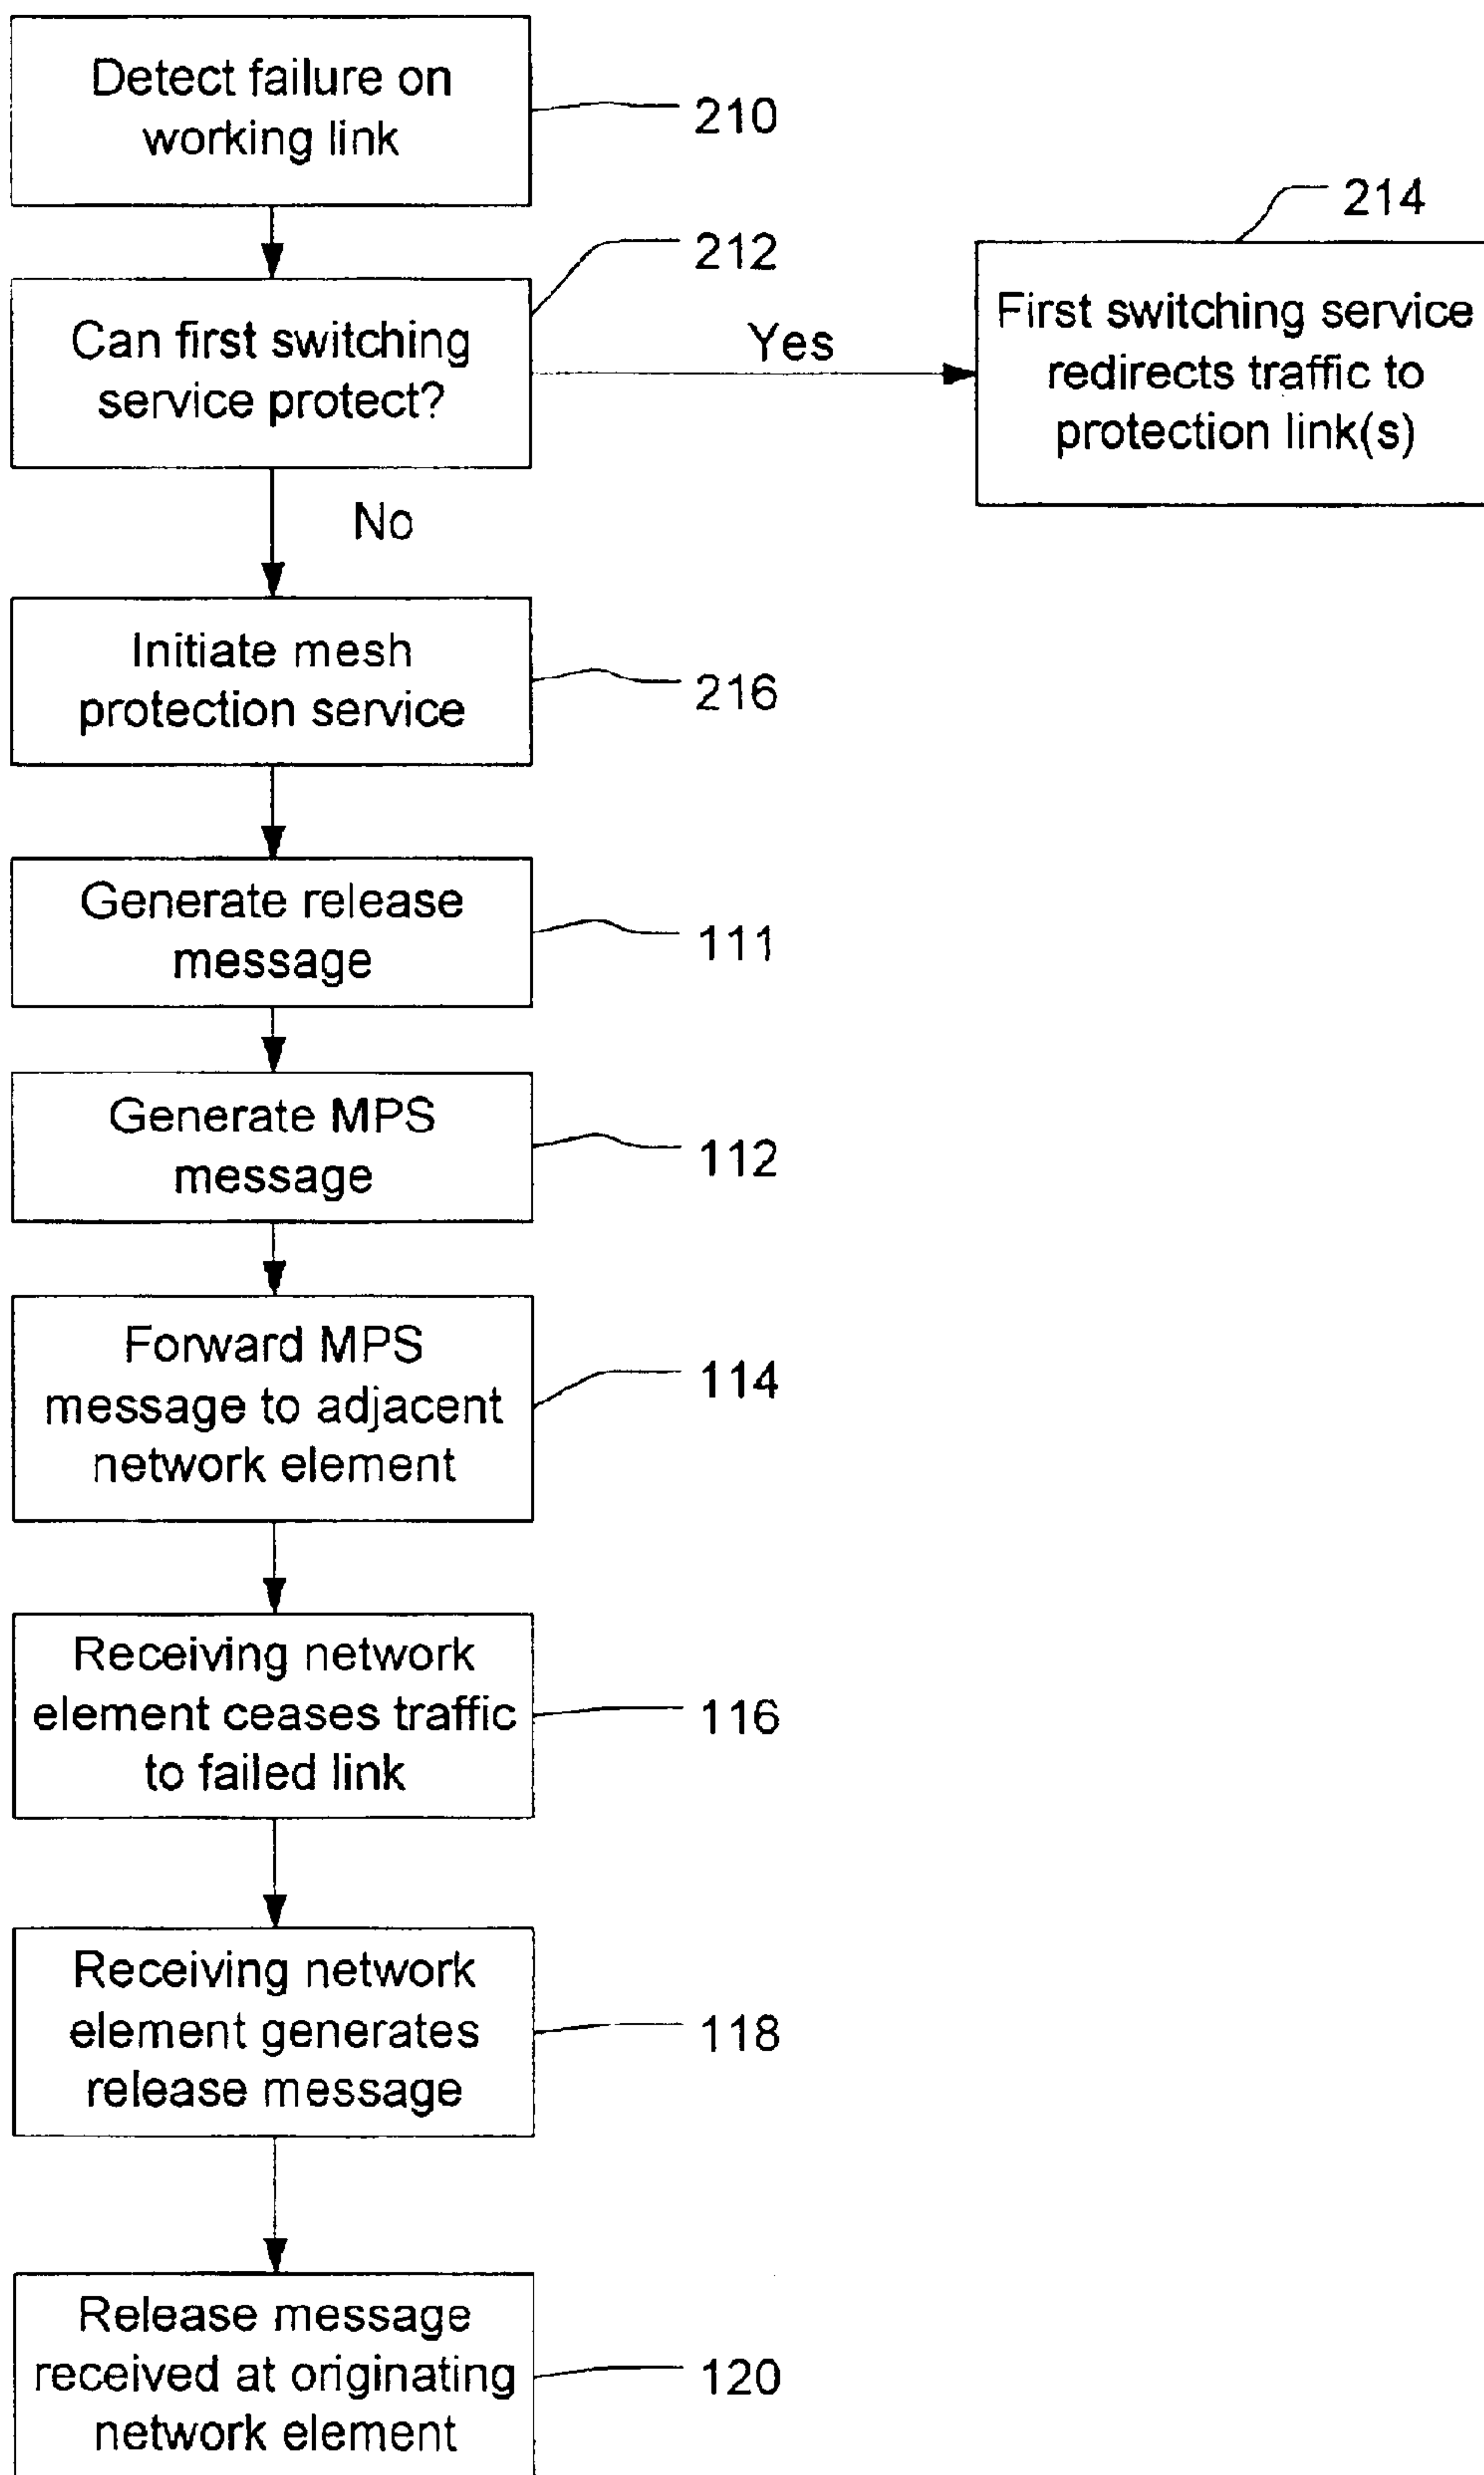 Detect failure on
working link
210
214
212
Can first switching
service protect?
Yes
First switching service
redirects traffic to
protection link(s)
No
Initiate mesh
protection service
216
Generate release
message
111
Generate MPS
message
112
Forward MPS
message to adjacent
network element
114
Receiving network
element ceases traffic
to failed link
116
Receiving network
element generates
release message
118
Release message
received at originating
network element
120